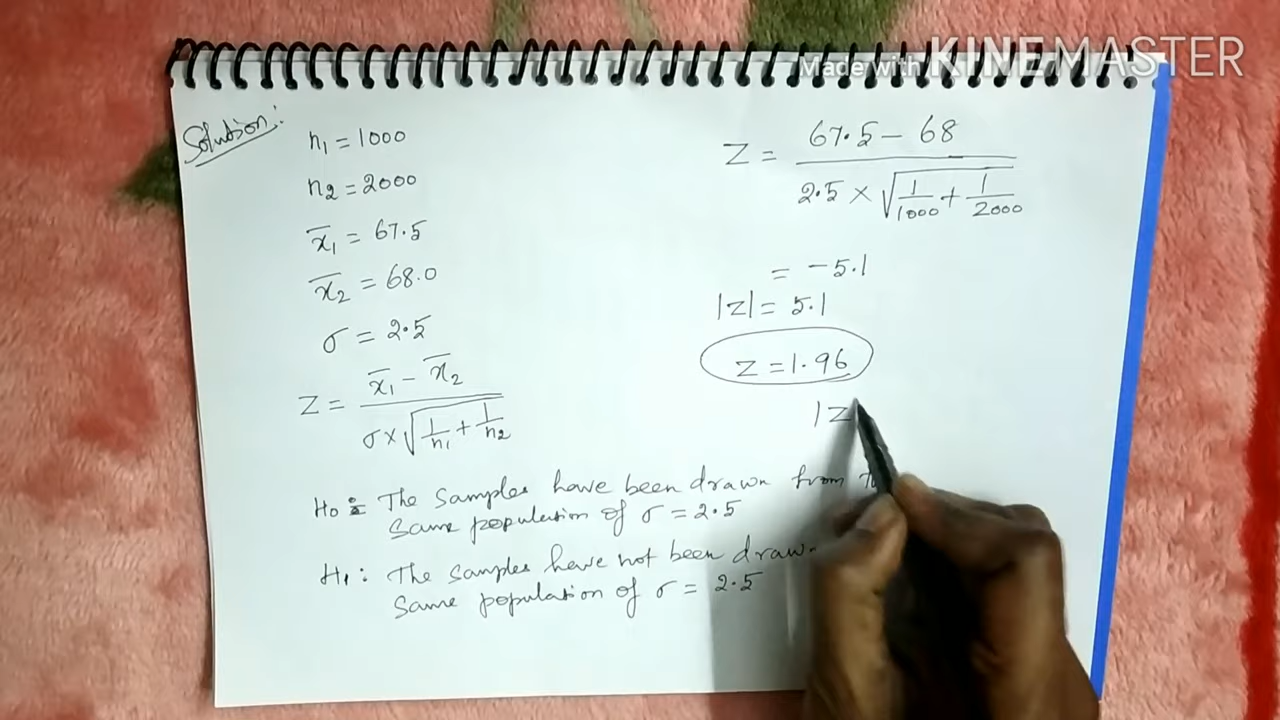 Made with KINEMASTER
Solution:
n₁ = 1000
n₂ = 2000
x̄₁ = 67.5
x̄₂ = 68.0
σ = 2.5
Z = (x̄₁ - x̄₂) / (σ × √(1/n₁ + 1/n₂))
H₀: The samples have been drawn from
same population of σ = 2.5
H₁: The samples have not been drawn
same population of σ = 2.5
Z = (67.5 - 68) / (2.5 × √(1/1000 + 1/2000))
= -5.1
|z| = 5.1
z = 1.96
|z